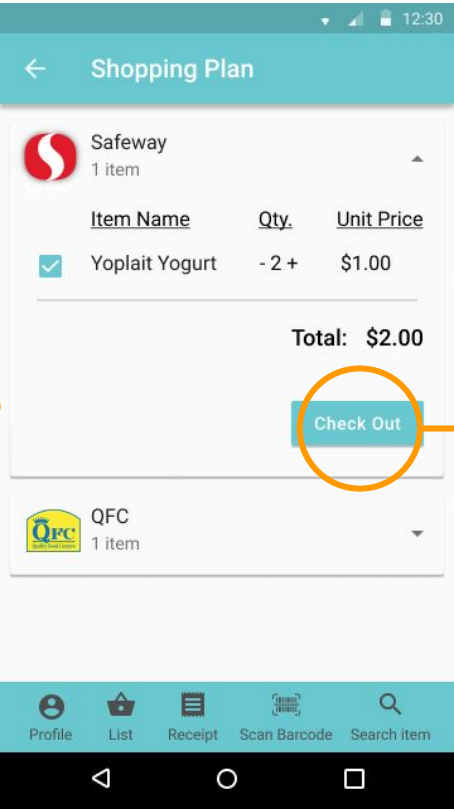 12:30
Shopping Plan
Safeway
1 item
Item Name Qty. Unit Price
Yoplait Yogurt - 2 + $1.00
Total: $2.00
Check Out
QFC
QFC
1 item
Profile List Receipt Scan Barcode Search item